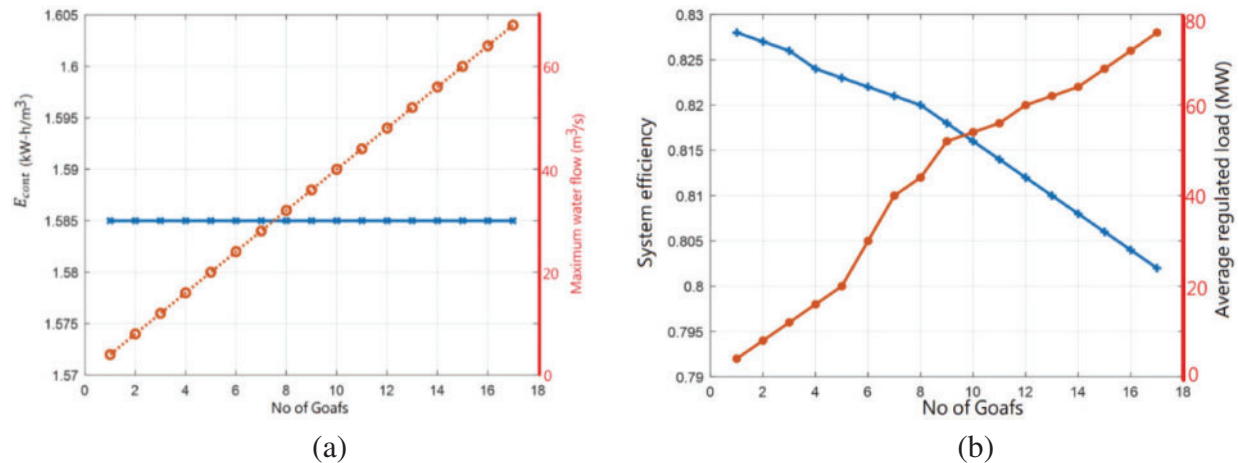 1.605
1.6
1.595
1.59
1.585
1.58
1.575
1.57
E_cont (kW-h/m³)
0 2 4 6 8 10 12 14 16 18
No of Goafs
60
40
20
0
Maximum water flow (m³/s)
(a)
0.83
0.825
0.82
0.815
0.81
0.805
0.8
0.795
0.79
System efficiency
0 2 4 6 8 10 12 14 16 18
No of Goafs
80
60
40
20
0
Average regulated load (MW)
(b)